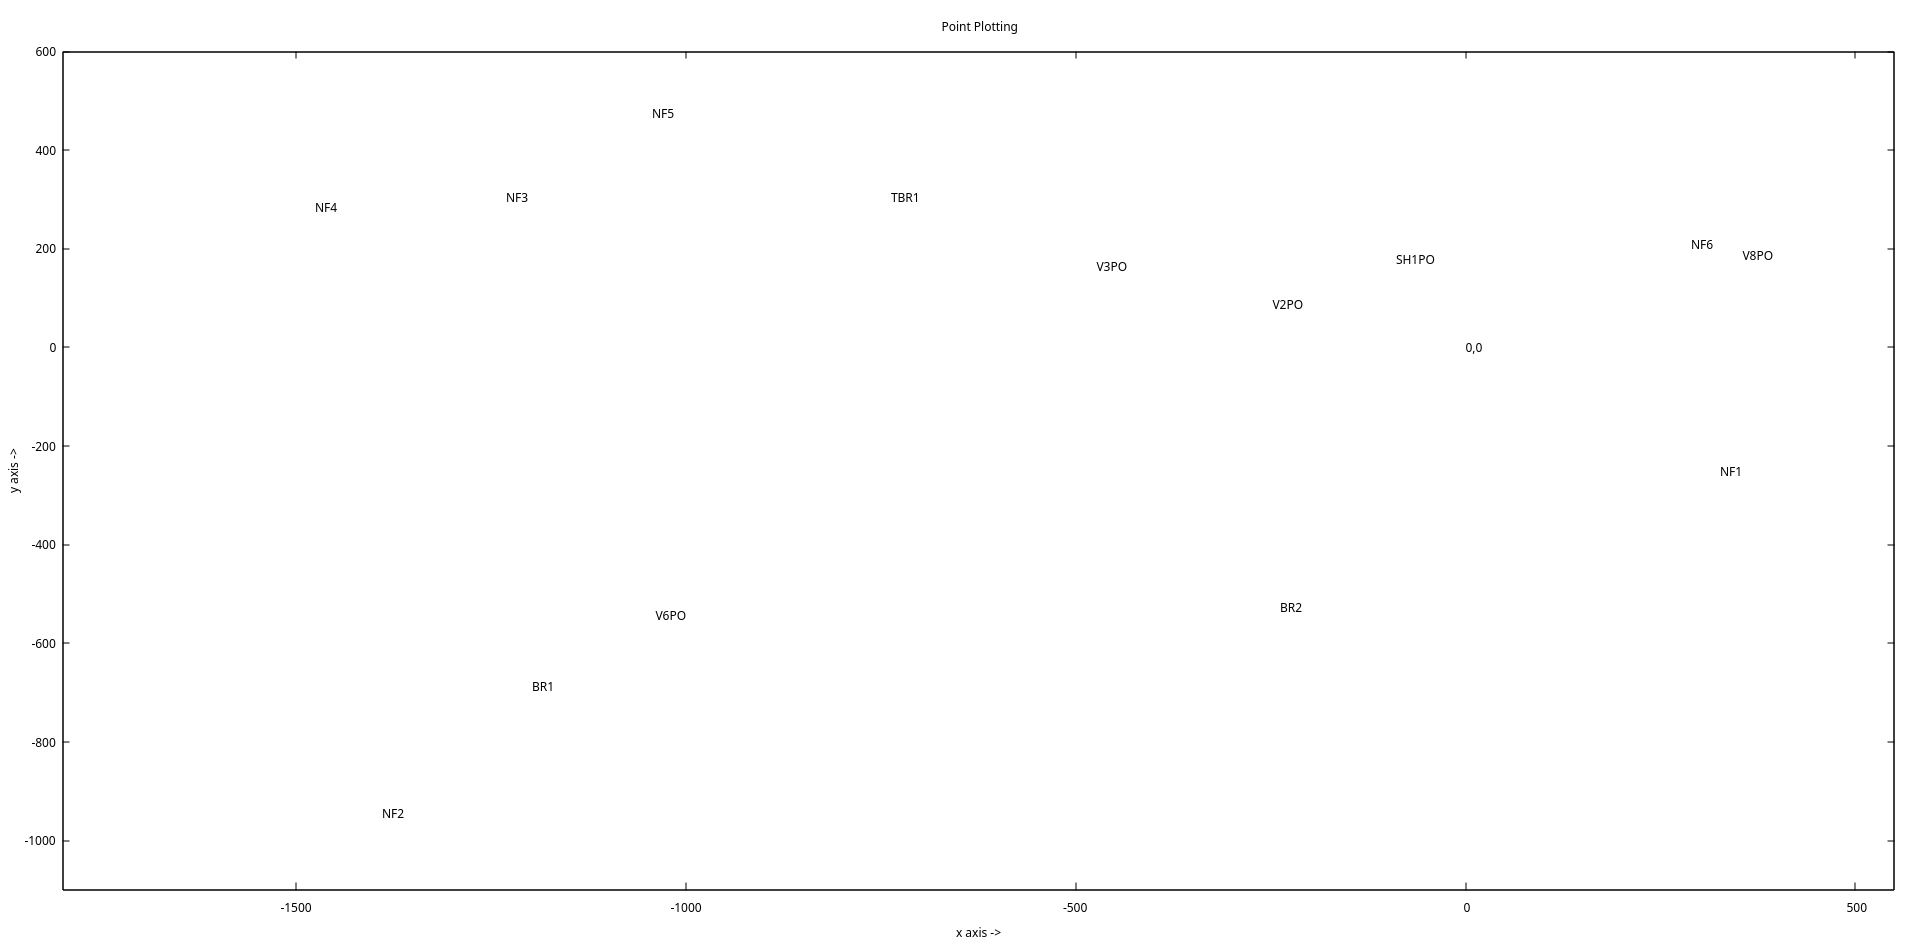 Point Plotting
600
NF5
400
NF3
TBR1
NF4
NF6
200
V8PO
SH1PO
V3PO
V2PO
0
0,0
-200
y axis ->
NF1
-400
BR2
V6PO
-600
BR1
-800
NF2
-1000
-1500
-1000
-500
0
500
x axis ->